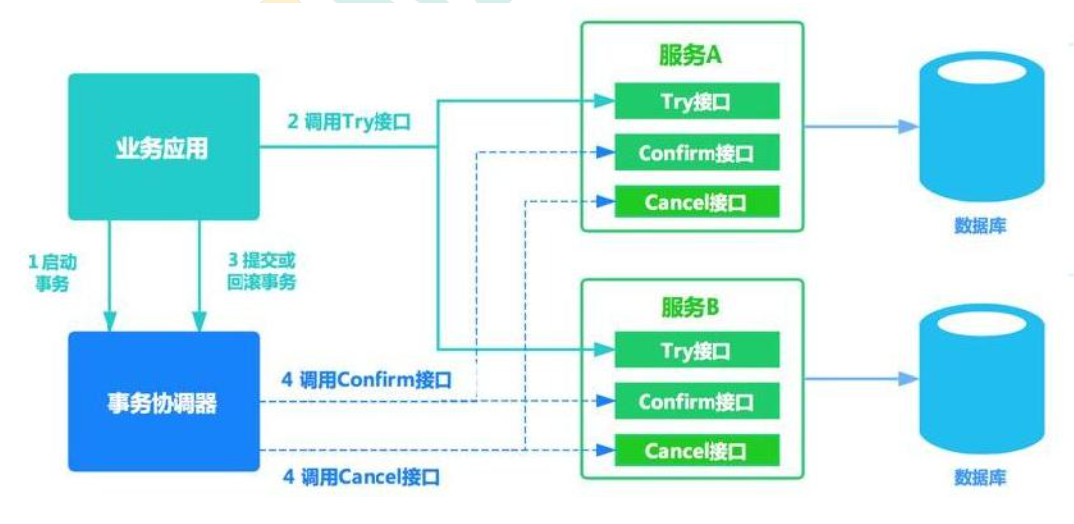 业务应用
1启动
事务
3提交或
回滚事务
事务协调器
2 调用Try接口
4 调用Confirm接口
4 调用Cancel接口
服务A
Try接口
Confirm接口
Cancel接口
数据库
服务B
Try接口
Confirm接口
Cancel接口
数据库